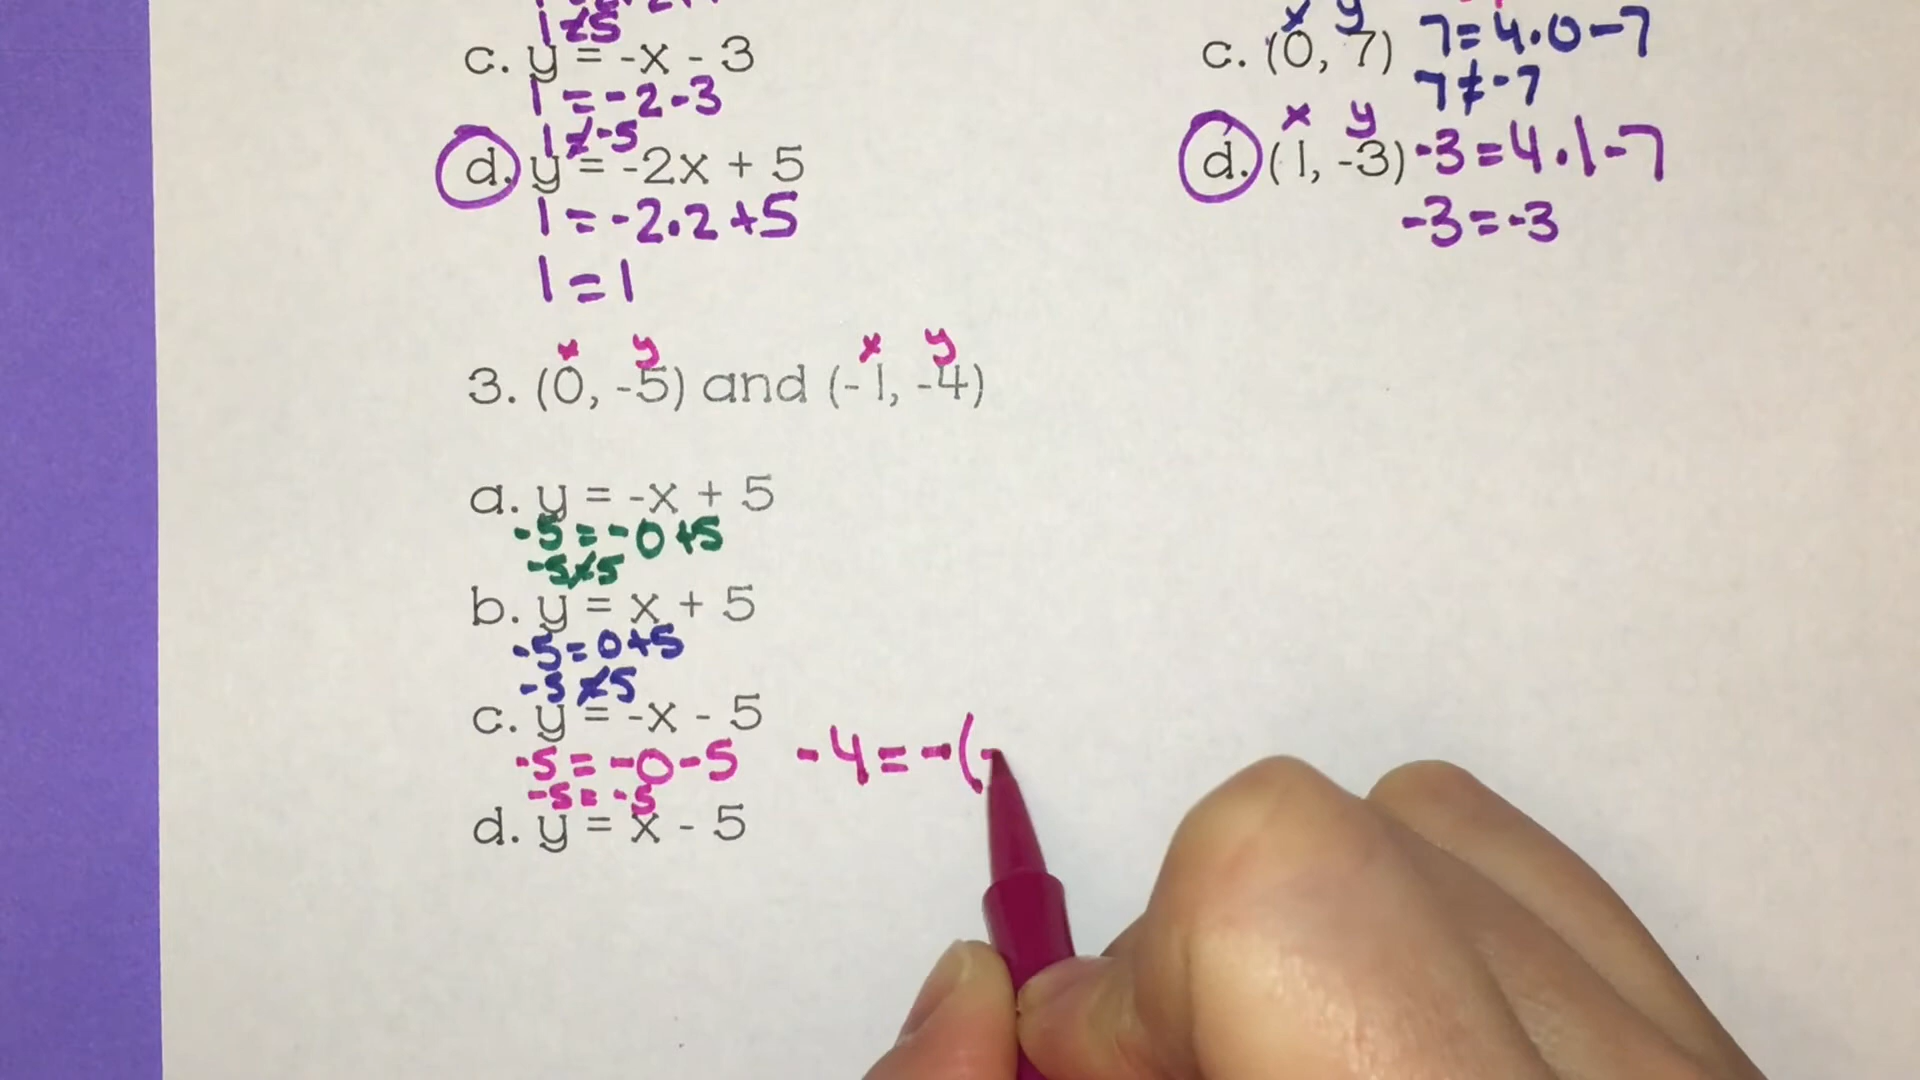 1≠5
c. y = -x - 3
1 = -2-3
1≠-5
d. y = -2x + 5
1 = -2·2+5
1 = 1
x y
3. (0, -5) and (-1, -4)
x y
a. y = -x + 5
-5 = -0+5
-5≠5
b. y = x + 5
-5 = 0+5
-5≠5
c. y = -x - 5
-5 = -0-5 -4 = -(-
-5 = -5
d. y = x - 5
x y
c. (0, 7) 7=4·0-7
7≠-7
x y
d. (1, -3) -3=4·1-7
-3=-3